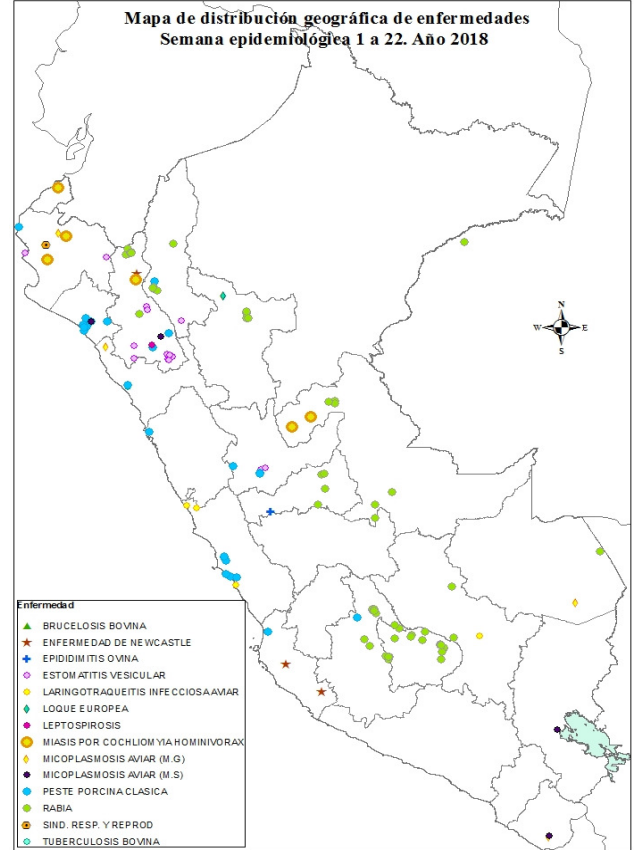 Mapa de distribución geográfica de enfermedades
Semana epidemiológica 1 a 22. Año 2018
N
W E
S
Enfermedad
BRUCELOSIS BOVINA
ENFERMEDAD DE NEWCASTLE
EPIDIDIMITIS OVINA
ESTOMATITIS VESICULAR
LARINGOTRAQUEITIS INFECCIOSA AVIAR
LOQUE EUROPEA
LEPTOSPIROSIS
MIASIS POR COCHLIOMYIA HOMINIVORAX
MICOPLASMOSIS AVIAR (M.G)
MICOPLASMOSIS AVIAR (M.S)
PESTE PORCINA CLASICA
RABIA
SIND. RESP. Y REPROD
TUBERCULOSIS BOVINA